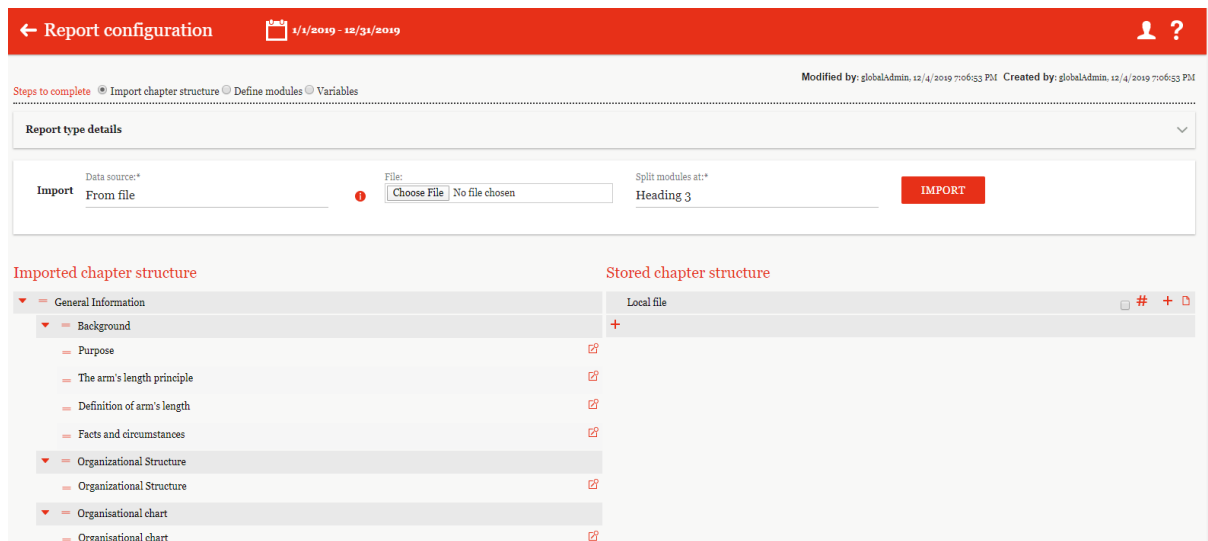 Report configuration
1/1/2019 - 12/31/2019
?
Modified by: globalAdmin, 12/4/2019 7:06:53 PM Created by: globalAdmin, 12/4/2019 7:06:53 PM
Steps to complete Import chapter structure Define modules Variables
Report type details
Import
Data source:*
From file
File:
Choose File No file chosen
Split modules at:*
Heading 3
IMPORT
Imported chapter structure
General Information
Background
Purpose
The arm's length principle
Definition of arm's length
Facts and circumstances
Organizational Structure
Organizational Structure
Organisational chart
Organisational chart
Stored chapter structure
Local file
# +
+